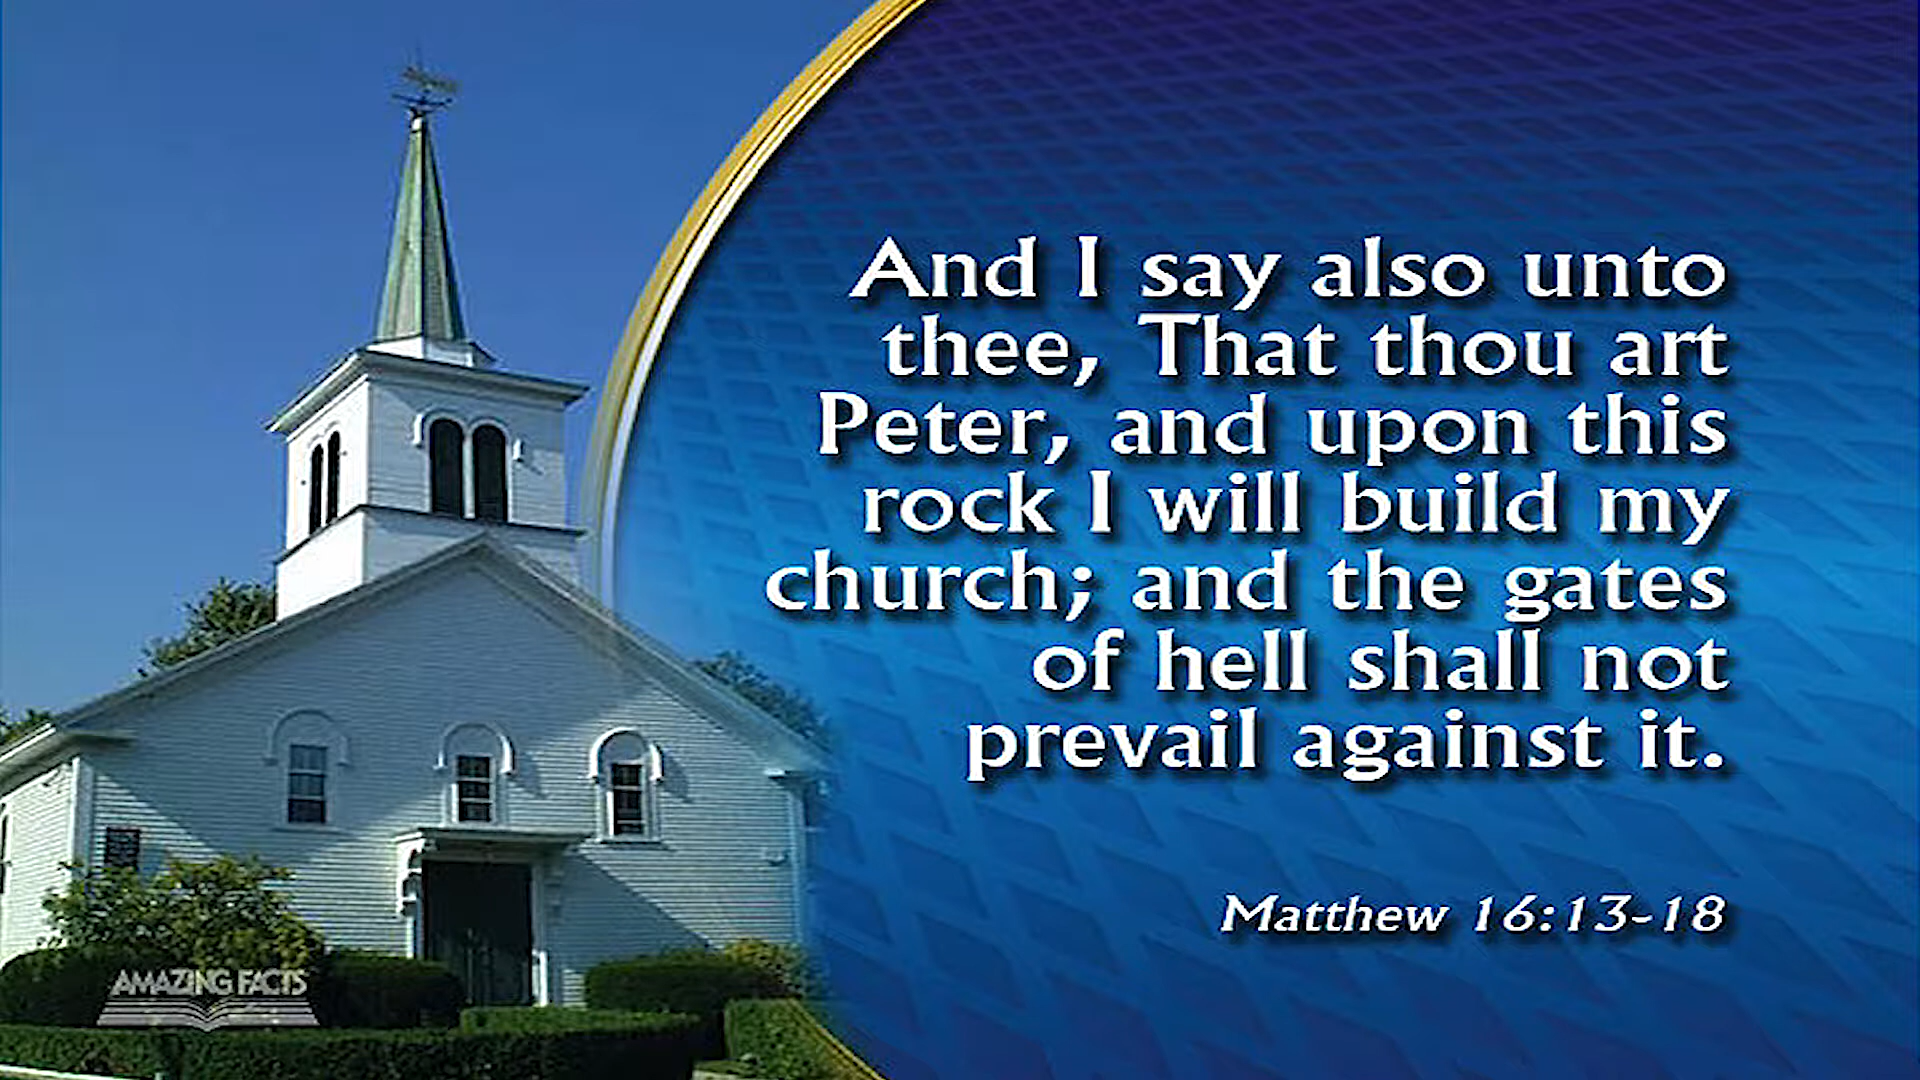 And I say also unto
thee, That thou art
Peter, and upon this
rock I will build my
church; and the gates
of hell shall not
prevail against it.
Matthew 16:13-18
AMAZING FACTS